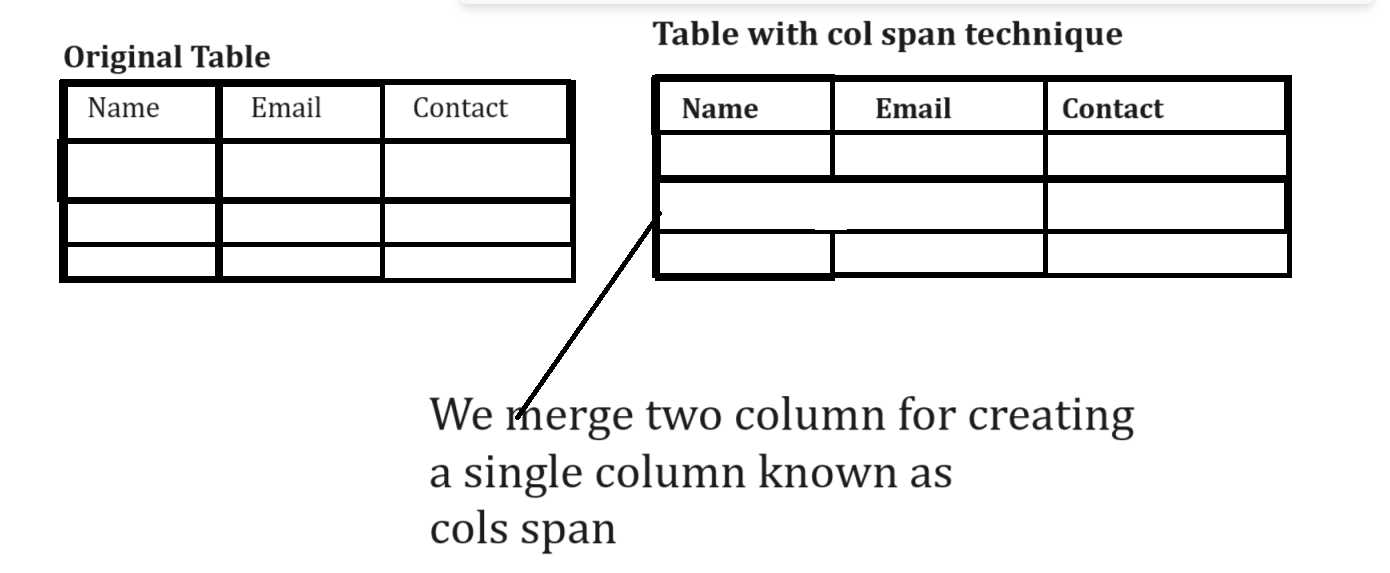 Original Table
Name Email Contact
Table with col span technique
Name Email Contact
We merge two column for creating
a single column known as
cols span